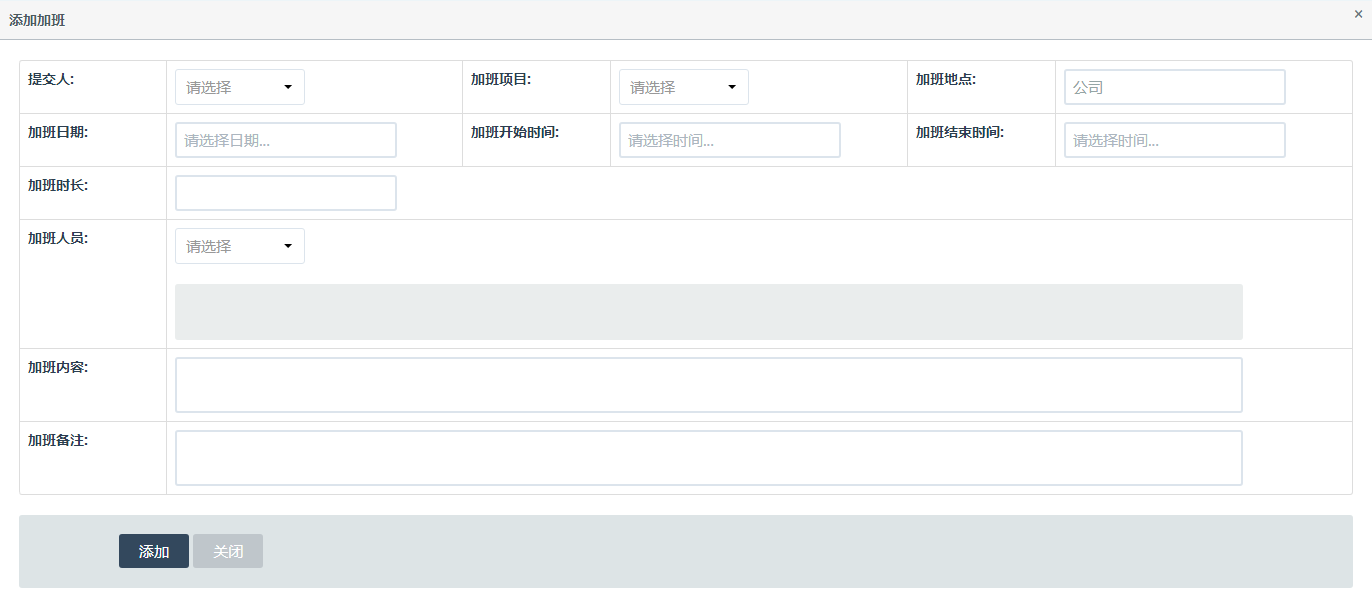 添加加班
×
提交人: 请选择 加班项目: 请选择 加班地点: 公司
加班日期: 请选择日期... 加班开始时间: 请选择时间... 加班结束时间: 请选择时间...
加班时长:
加班人员: 请选择
加班内容:
加班备注:
添加 关闭